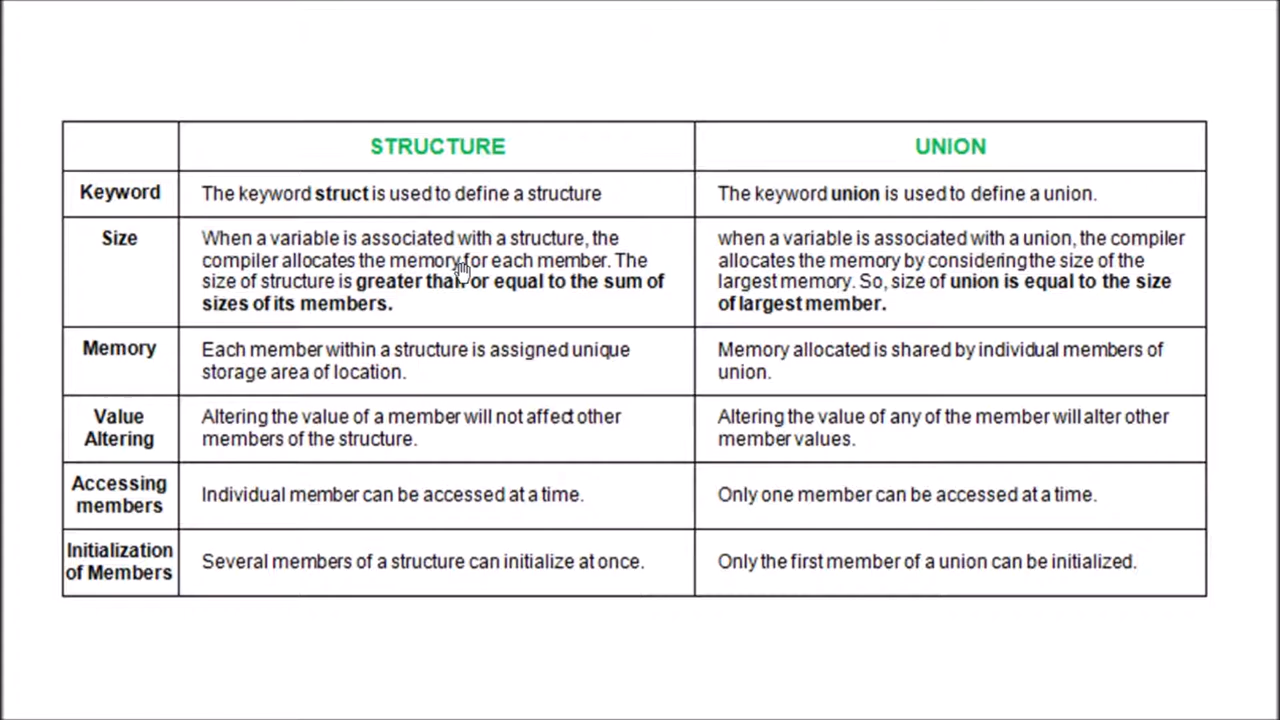 STRUCTURE
UNION
Keyword
The keyword struct is used to define a structure
The keyword union is used to define a union.
Size
When a variable is associated with a structure, the
compiler allocates the memory for each member. The
size of structure is greater than or equal to the sum of
sizes of its members.
when a variable is associated with a union, the compiler
allocates the memory by considering the size of the
largest memory. So, size of union is equal to the size
of largest member.
Memory
Each member within a structure is assigned unique
storage area of location.
Memory allocated is shared by individual members of
union.
Value
Altering
Altering the value of a member will not affect other
members of the structure.
Altering the value of any of the member will alter other
member values.
Accessing
members
Individual member can be accessed at a time.
Only one member can be accessed at a time.
Initialization
of Members
Several members of a structure can initialize at once.
Only the first member of a union can be initialized.